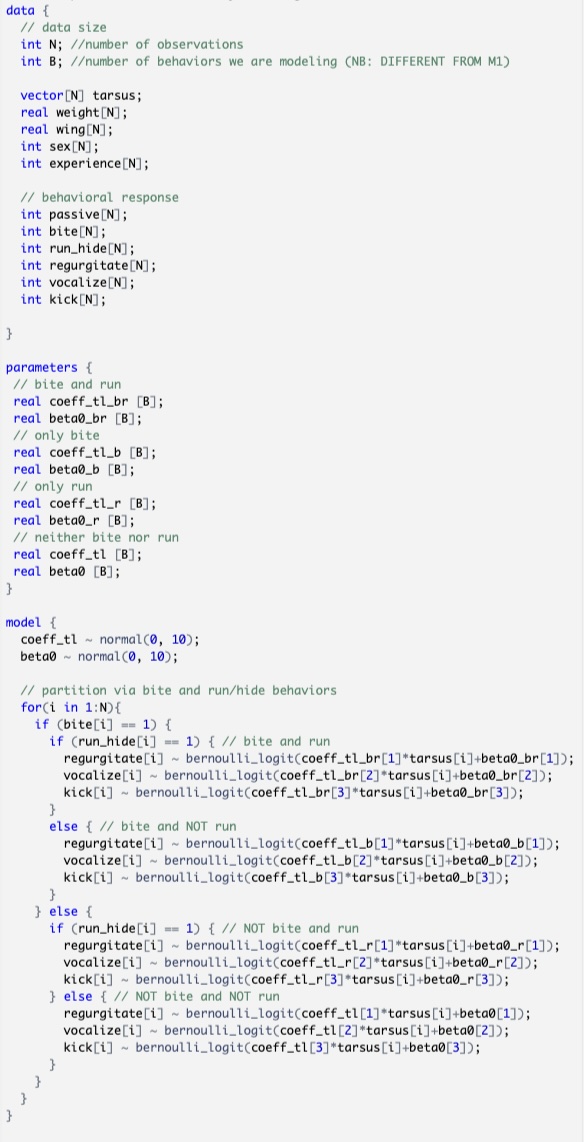 data {
  // data size
  int N; //number of observations
  int B; //number of behaviors we are modeling (NB: DIFFERENT FROM M1)
  vector[N] tarsus;
  real weight[N];
  real wing[N];
  int sex[N];
  int experience[N];
  // behavioral response
  int passive[N];
  int bite[N];
  int run_hide[N];
  int regurgitate[N];
  int vocalize[N];
  int kick[N];
}
parameters {
 // bite and run
 real coeff_tl_br [B];
 real beta0_br [B];
 // only bite
 real coeff_tl_b [B];
 real beta0_b [B];
 // only run
 real coeff_tl_r [B];
 real beta0_r [B];
 // neither bite nor run
 real coeff_tl [B];
 real beta0 [B];
}
model {
  coeff_tl ~ normal(0, 10);
  beta0 ~ normal(0, 10);
  // partition via bite and run/hide behaviors
  for(i in 1:N){
    if (bite[i] == 1) {
      if (run_hide[i] == 1) { // bite and run
        regurgitate[i] ~ bernoulli_logit(coeff_tl_br[1]*tarsus[i]+beta0_br[1]);
        vocalize[i] ~ bernoulli_logit(coeff_tl_br[2]*tarsus[i]+beta0_br[2]);
        kick[i] ~ bernoulli_logit(coeff_tl_br[3]*tarsus[i]+beta0_br[3]);
      }
      else { // bite and NOT run
        regurgitate[i] ~ bernoulli_logit(coeff_tl_b[1]*tarsus[i]+beta0_b[1]);
        vocalize[i] ~ bernoulli_logit(coeff_tl_b[2]*tarsus[i]+beta0_b[2]);
        kick[i] ~ bernoulli_logit(coeff_tl_b[3]*tarsus[i]+beta0_b[3]);
      }
    } else {
      if (run_hide[i] == 1) { // NOT bite and run
        regurgitate[i] ~ bernoulli_logit(coeff_tl_r[1]*tarsus[i]+beta0_r[1]);
        vocalize[i] ~ bernoulli_logit(coeff_tl_r[2]*tarsus[i]+beta0_r[2]);
        kick[i] ~ bernoulli_logit(coeff_tl_r[3]*tarsus[i]+beta0_r[3]);
      } else { // NOT bite and NOT run
        regurgitate[i] ~ bernoulli_logit(coeff_tl[1]*tarsus[i]+beta0[1]);
        vocalize[i] ~ bernoulli_logit(coeff_tl[2]*tarsus[i]+beta0[2]);
        kick[i] ~ bernoulli_logit(coeff_tl[3]*tarsus[i]+beta0[3]);
      }
    }
  }
}